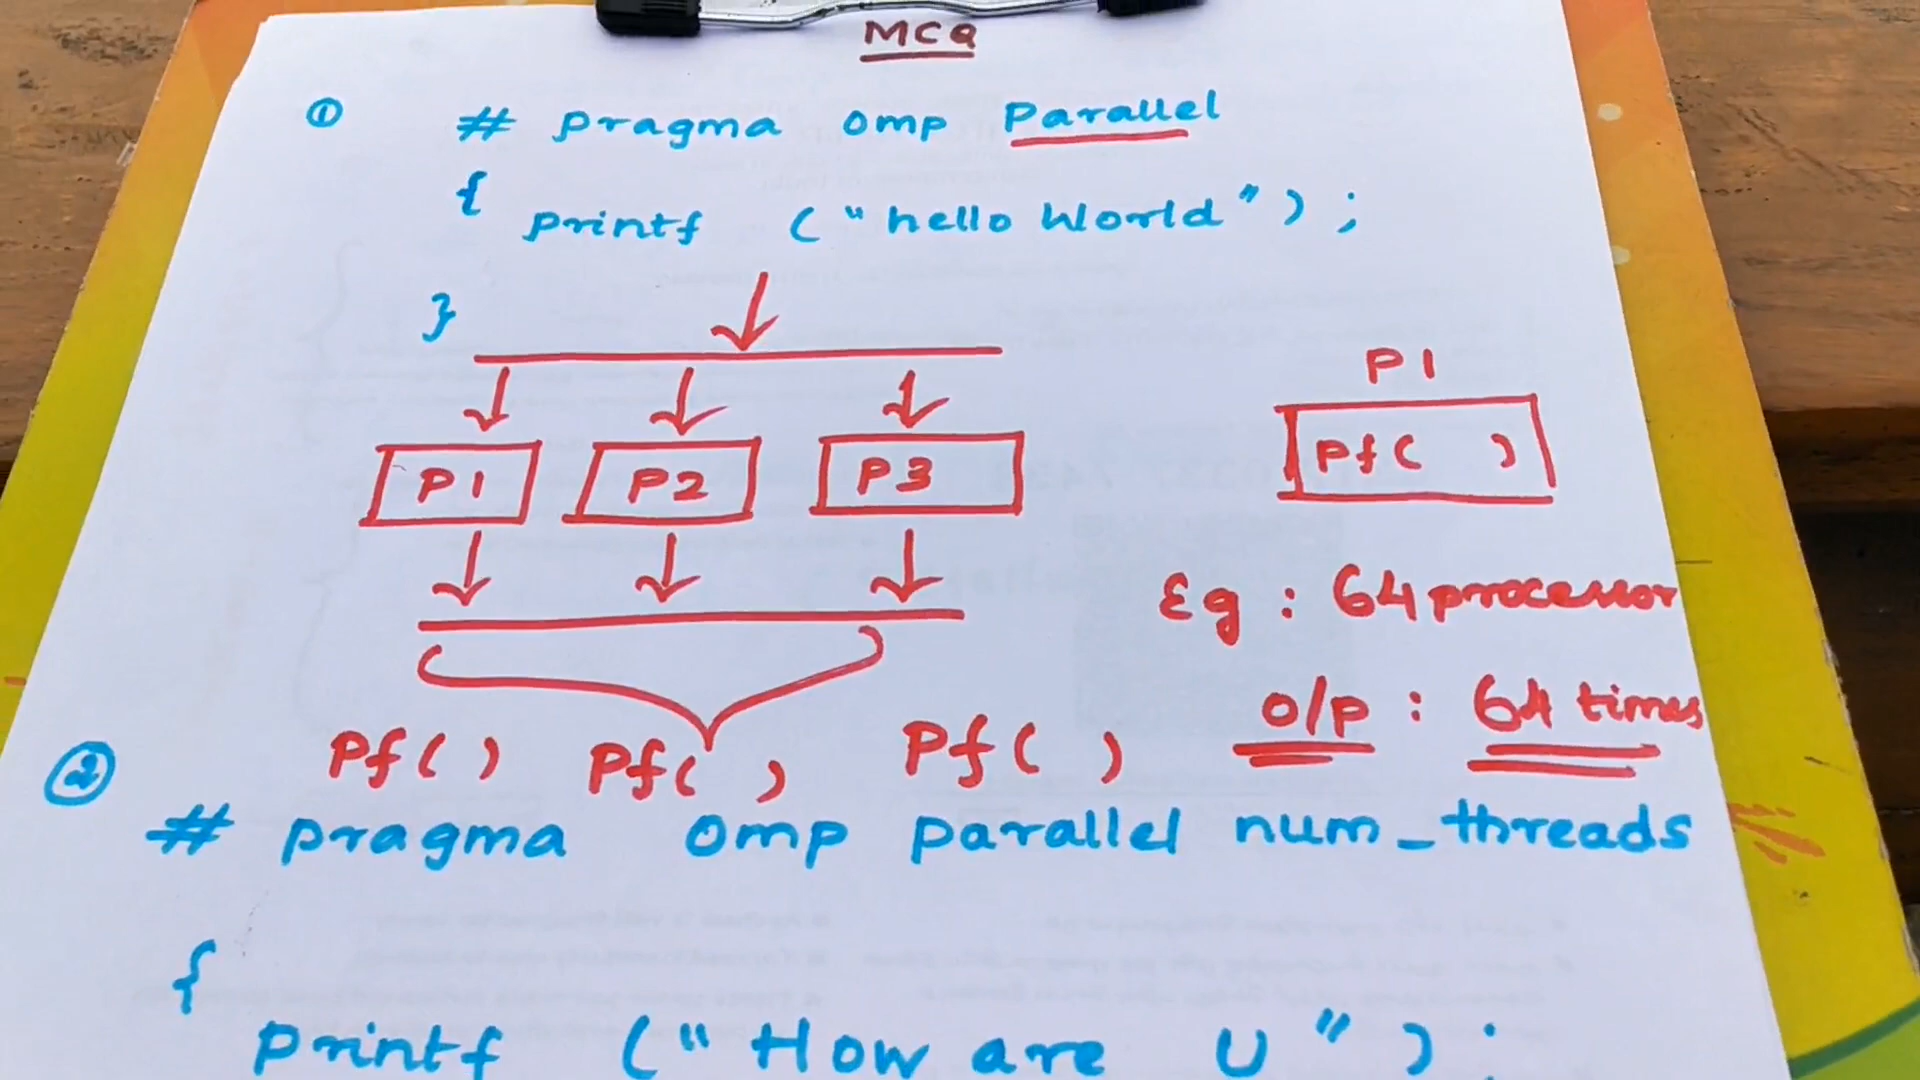 MCQ
① # pragma omp Parallel
{ printf ("hello World");
}
P1
P1 P2 P3
Pf( )
Eg : 64 processor
O/P : 64 times
Pf( ) Pf( ) Pf( )
②
# pragma omp parallel num_threads
{
printf ("How are U");